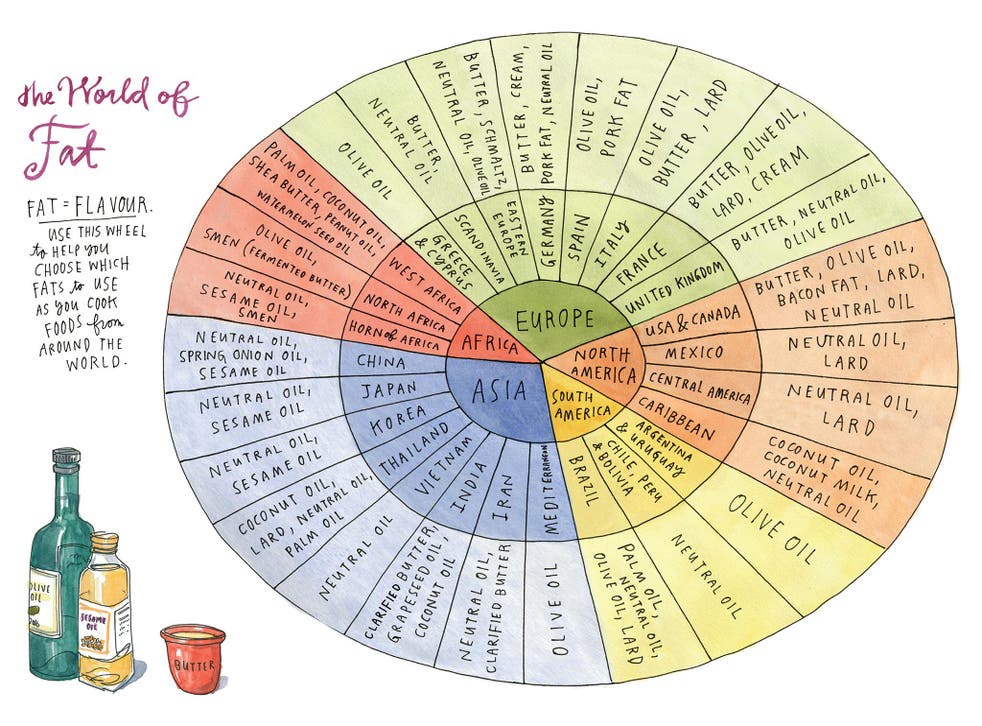 the World of
Fat
FAT = FLAVOUR.
USE THIS WHEEL
to HELP YOU
CHOOSE WHICH
FATS to USE
AS YOU COOK
FOODS from
AROUND THE
WORLD.
EUROPE
GREECE
& CYPRUS
OLIVE OIL
SCANDINAVIA
BUTTER,
NEUTRAL OIL
EASTERN
EUROPE
BUTTER, SCHMALTZ,
NEUTRAL OIL, OLIVE OIL
GERMANY
BUTTER, CREAM,
PORK FAT, NEUTRAL OIL
SPAIN
OLIVE OIL,
PORK FAT
ITALY
OLIVE OIL,
BUTTER, LARD
FRANCE
BUTTER, OLIVE OIL,
LARD, CREAM
UNITED KINGDOM
BUTTER, NEUTRAL OIL,
OLIVE OIL
NORTH
AMERICA
USA & CANADA
BUTTER, OLIVE OIL,
BACON FAT, LARD,
NEUTRAL OIL
MEXICO
NEUTRAL OIL,
LARD
CENTRAL AMERICA
NEUTRAL OIL,
LARD
CARIBBEAN
COCONUT OIL,
COCONUT MILK,
NEUTRAL OIL
SOUTH
AMERICA
ARGENTINA
& URUGUAY
OLIVE OIL
CHILE, PERU
& BOLIVIA
NEUTRAL OIL
BRAZIL
PALM OIL,
NEUTRAL OIL,
OLIVE OIL, LARD
ASIA
MEDITERRANEAN
OLIVE OIL
IRAN
NEUTRAL OIL,
CLARIFIED BUTTER
INDIA
CLARIFIED BUTTER,
GRAPESEED OIL,
COCONUT OIL
VIETNAM
NEUTRAL OIL
THAILAND
COCONUT OIL,
LARD, NEUTRAL OIL,
PALM OIL
KOREA
NEUTRAL OIL,
SESAME OIL
JAPAN
NEUTRAL OIL,
SESAME OIL
CHINA
NEUTRAL OIL,
SPRING ONION OIL,
SESAME OIL
AFRICA
HORN of AFRICA
NEUTRAL OIL,
SESAME OIL,
SMEN
NORTH AFRICA
OLIVE OIL,
SMEN (FERMENTED BUTTER)
WEST AFRICA
PALM OIL, COCONUT OIL,
SHEA BUTTER, PEANUT OIL,
WATERMELON SEED OIL
OLIVE
OIL
SESAME
OIL
BUTTER